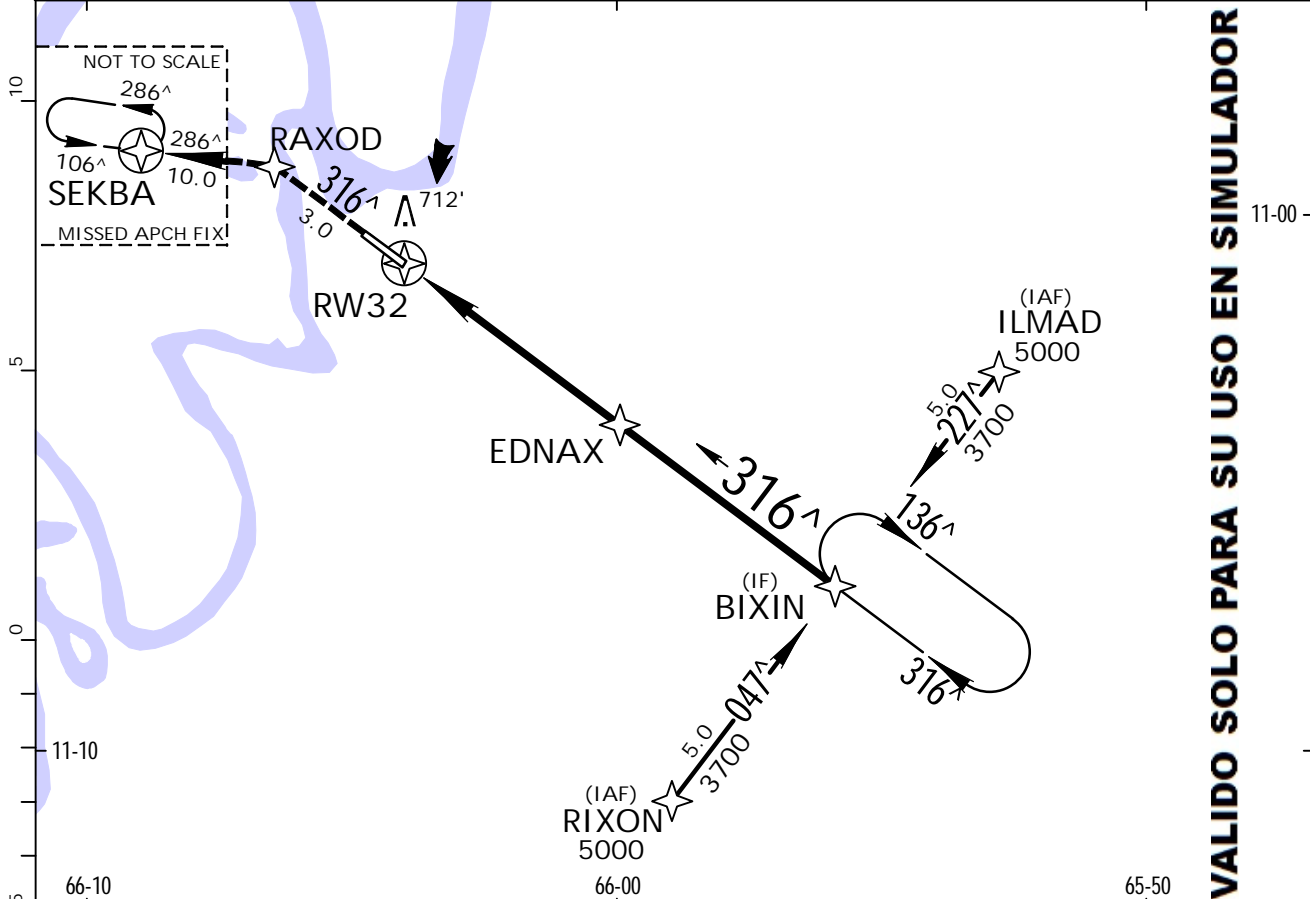 10
NOT TO SCALE
286^
286^
106^
10.0
SEKBA
MISSED APCH FIX
RAXOD
316^
3.0
712'
RW32
11-00
(IAF)
ILMAD
5000
5.0
227^
3700
5
EDNAX
316^
136^
(IF)
BIXIN
316^
0
047^
5.0
3700
11-10
(IAF)
RIXON
5000
5
66-10
66-00
65-50
VALIDO SOLO PARA SU USO EN SIMULADOR